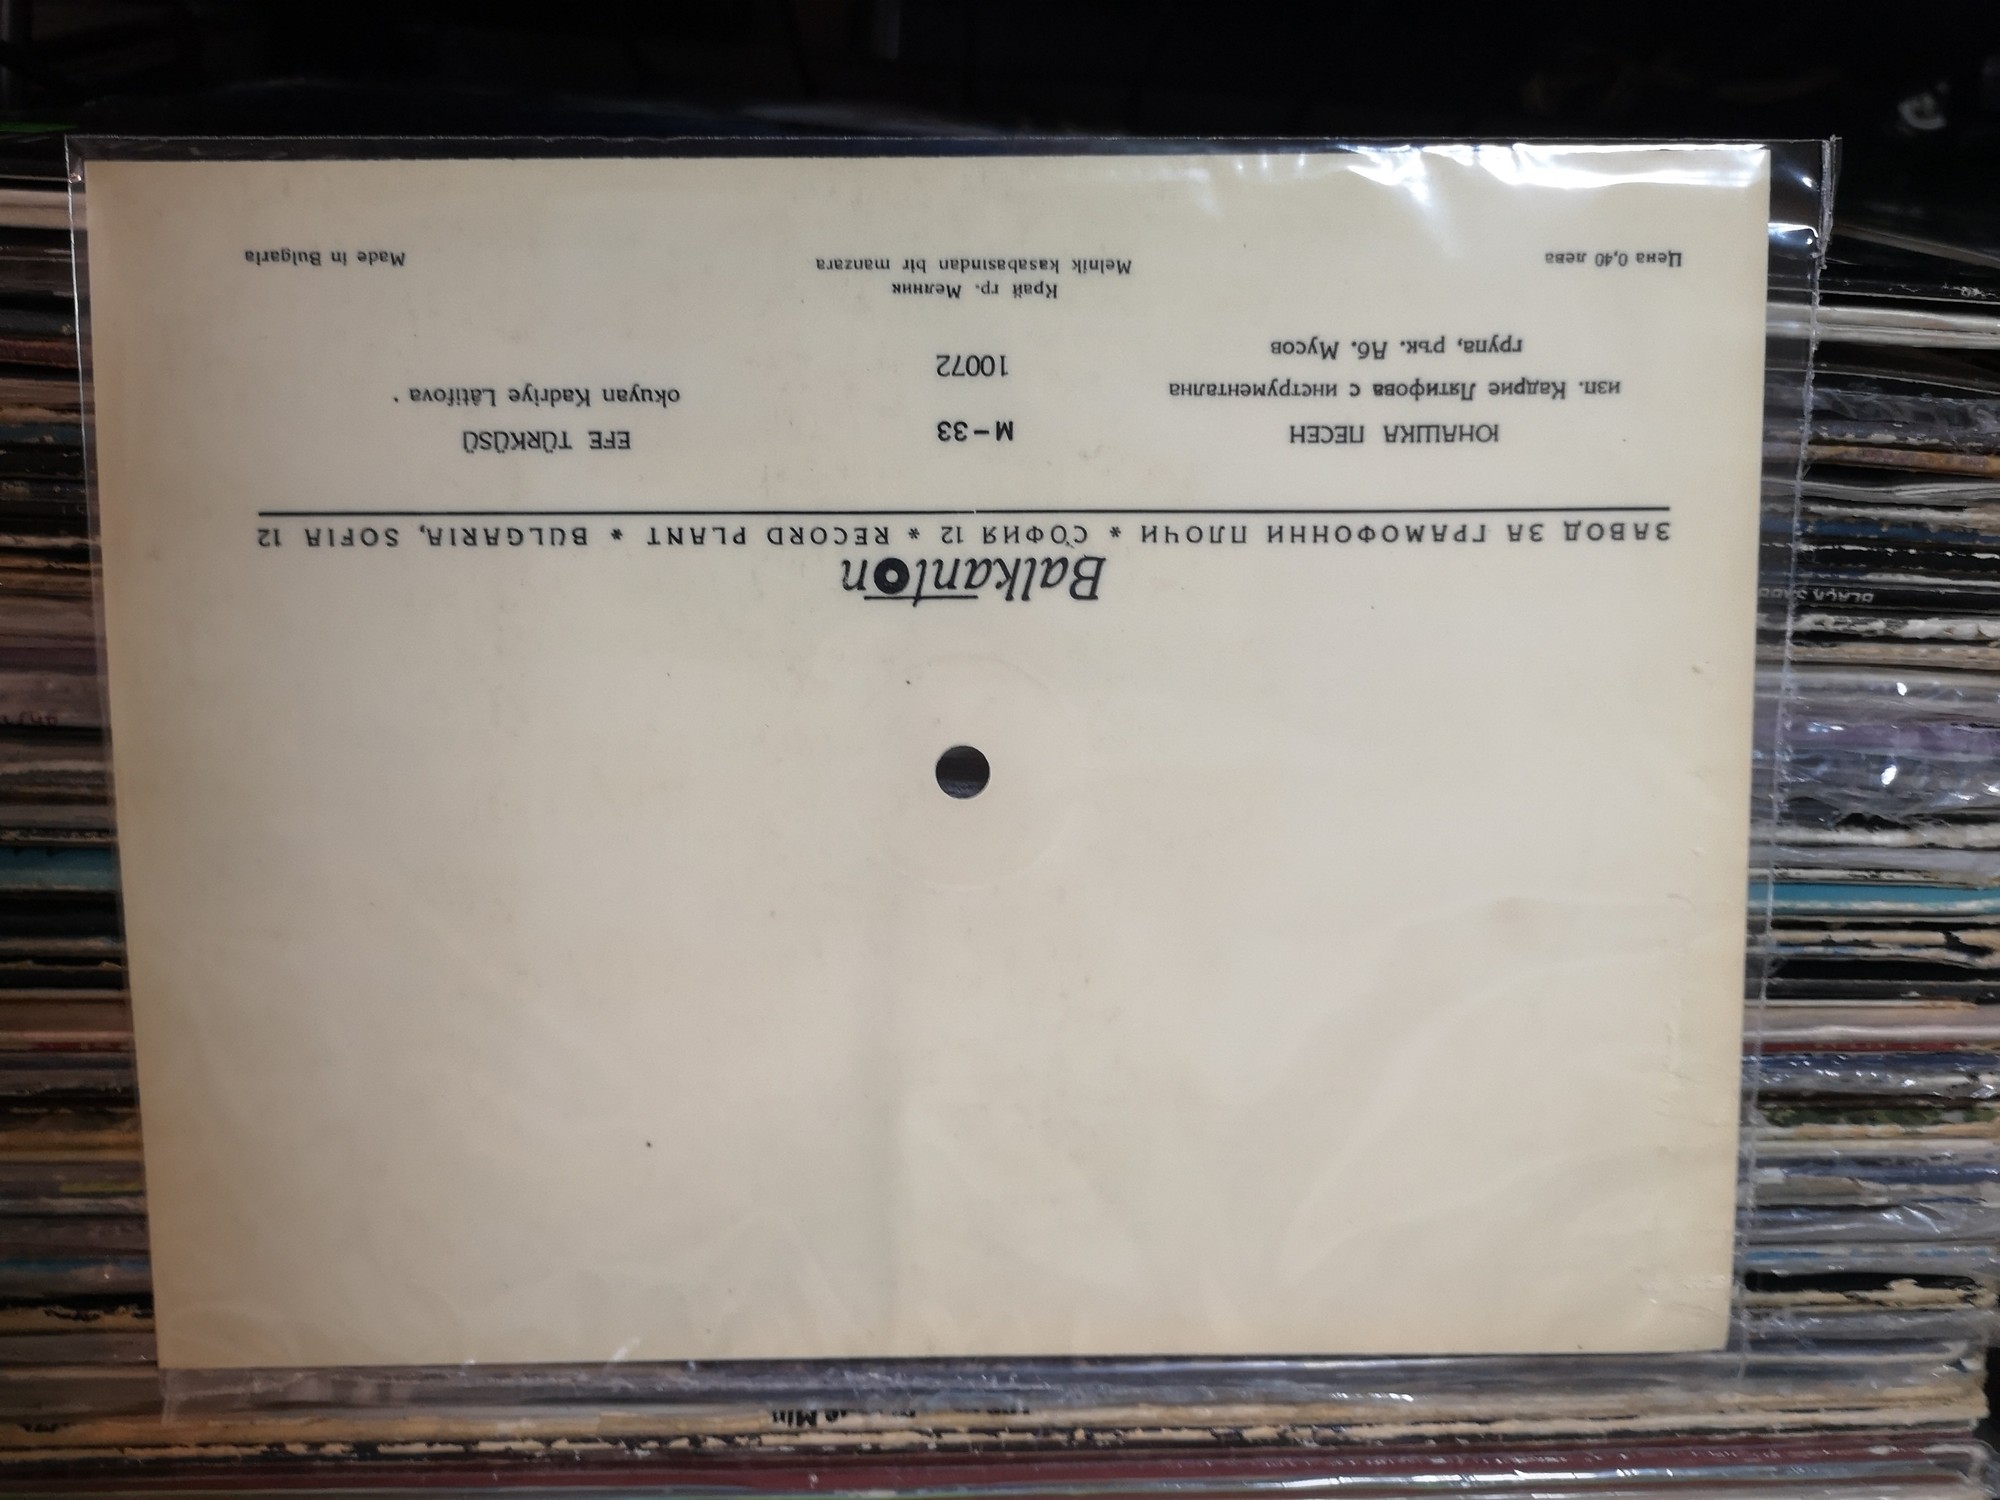 Balkanton
ЗАВОД ЗА ГРАМОФОННИ ПЛОЧИ * СОФИЯ 12 * RECORD PLANT * BULGARIA, SOFIA 12
ЮНАШКА ПЕСЕН
изп. Кадрие Лятифова с инструментална
група, рък. Аб. Мусов
М-33
10072
EFE TÜRKÜSÜ
okuyan Kadriye Lâtifova
Край гр. Мелник
Melnik kasabasından bir manzara
Цена 0,40 лева
Made in Bulgaria